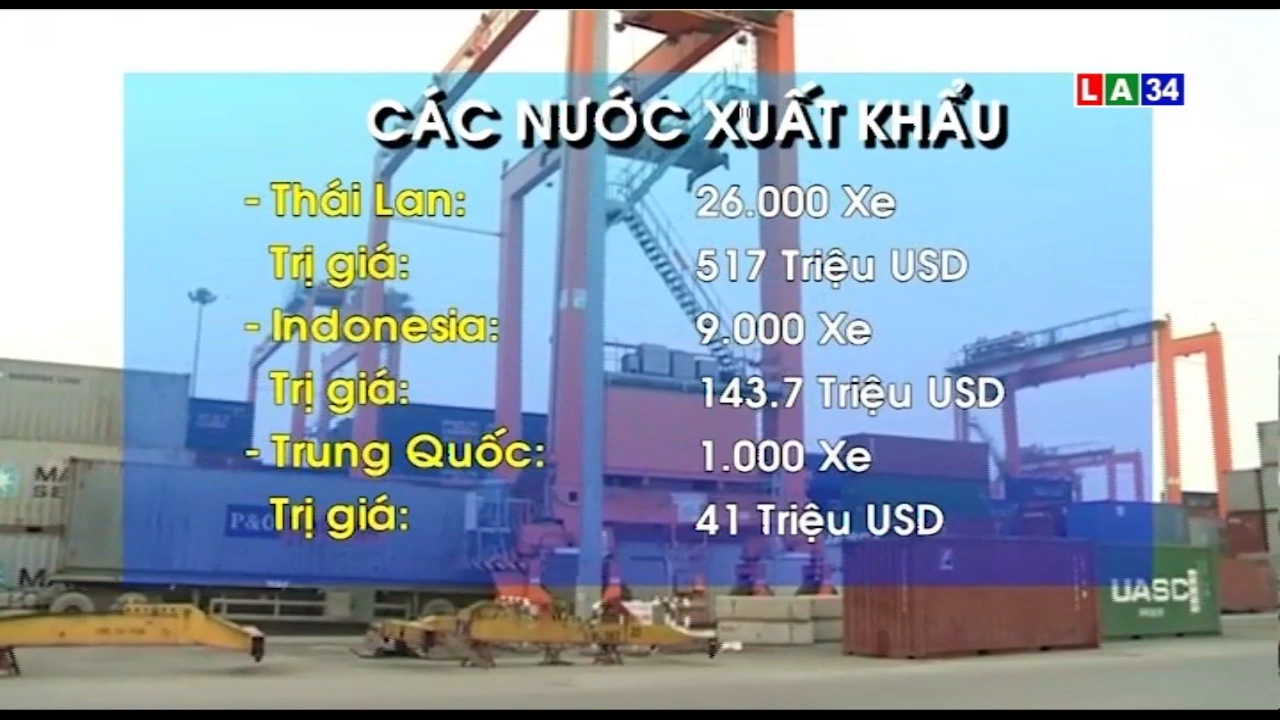 LA34
CÁC NƯỚC XUẤT KHẨU
- Thái Lan: 26.000 Xe
Trị giá: 517 Triệu USD
- Indonesia: 9.000 Xe
Trị giá: 143.7 Triệu USD
- Trung Quốc: 1.000 Xe
Trị giá: 41 Triệu USD
P&O
UASC